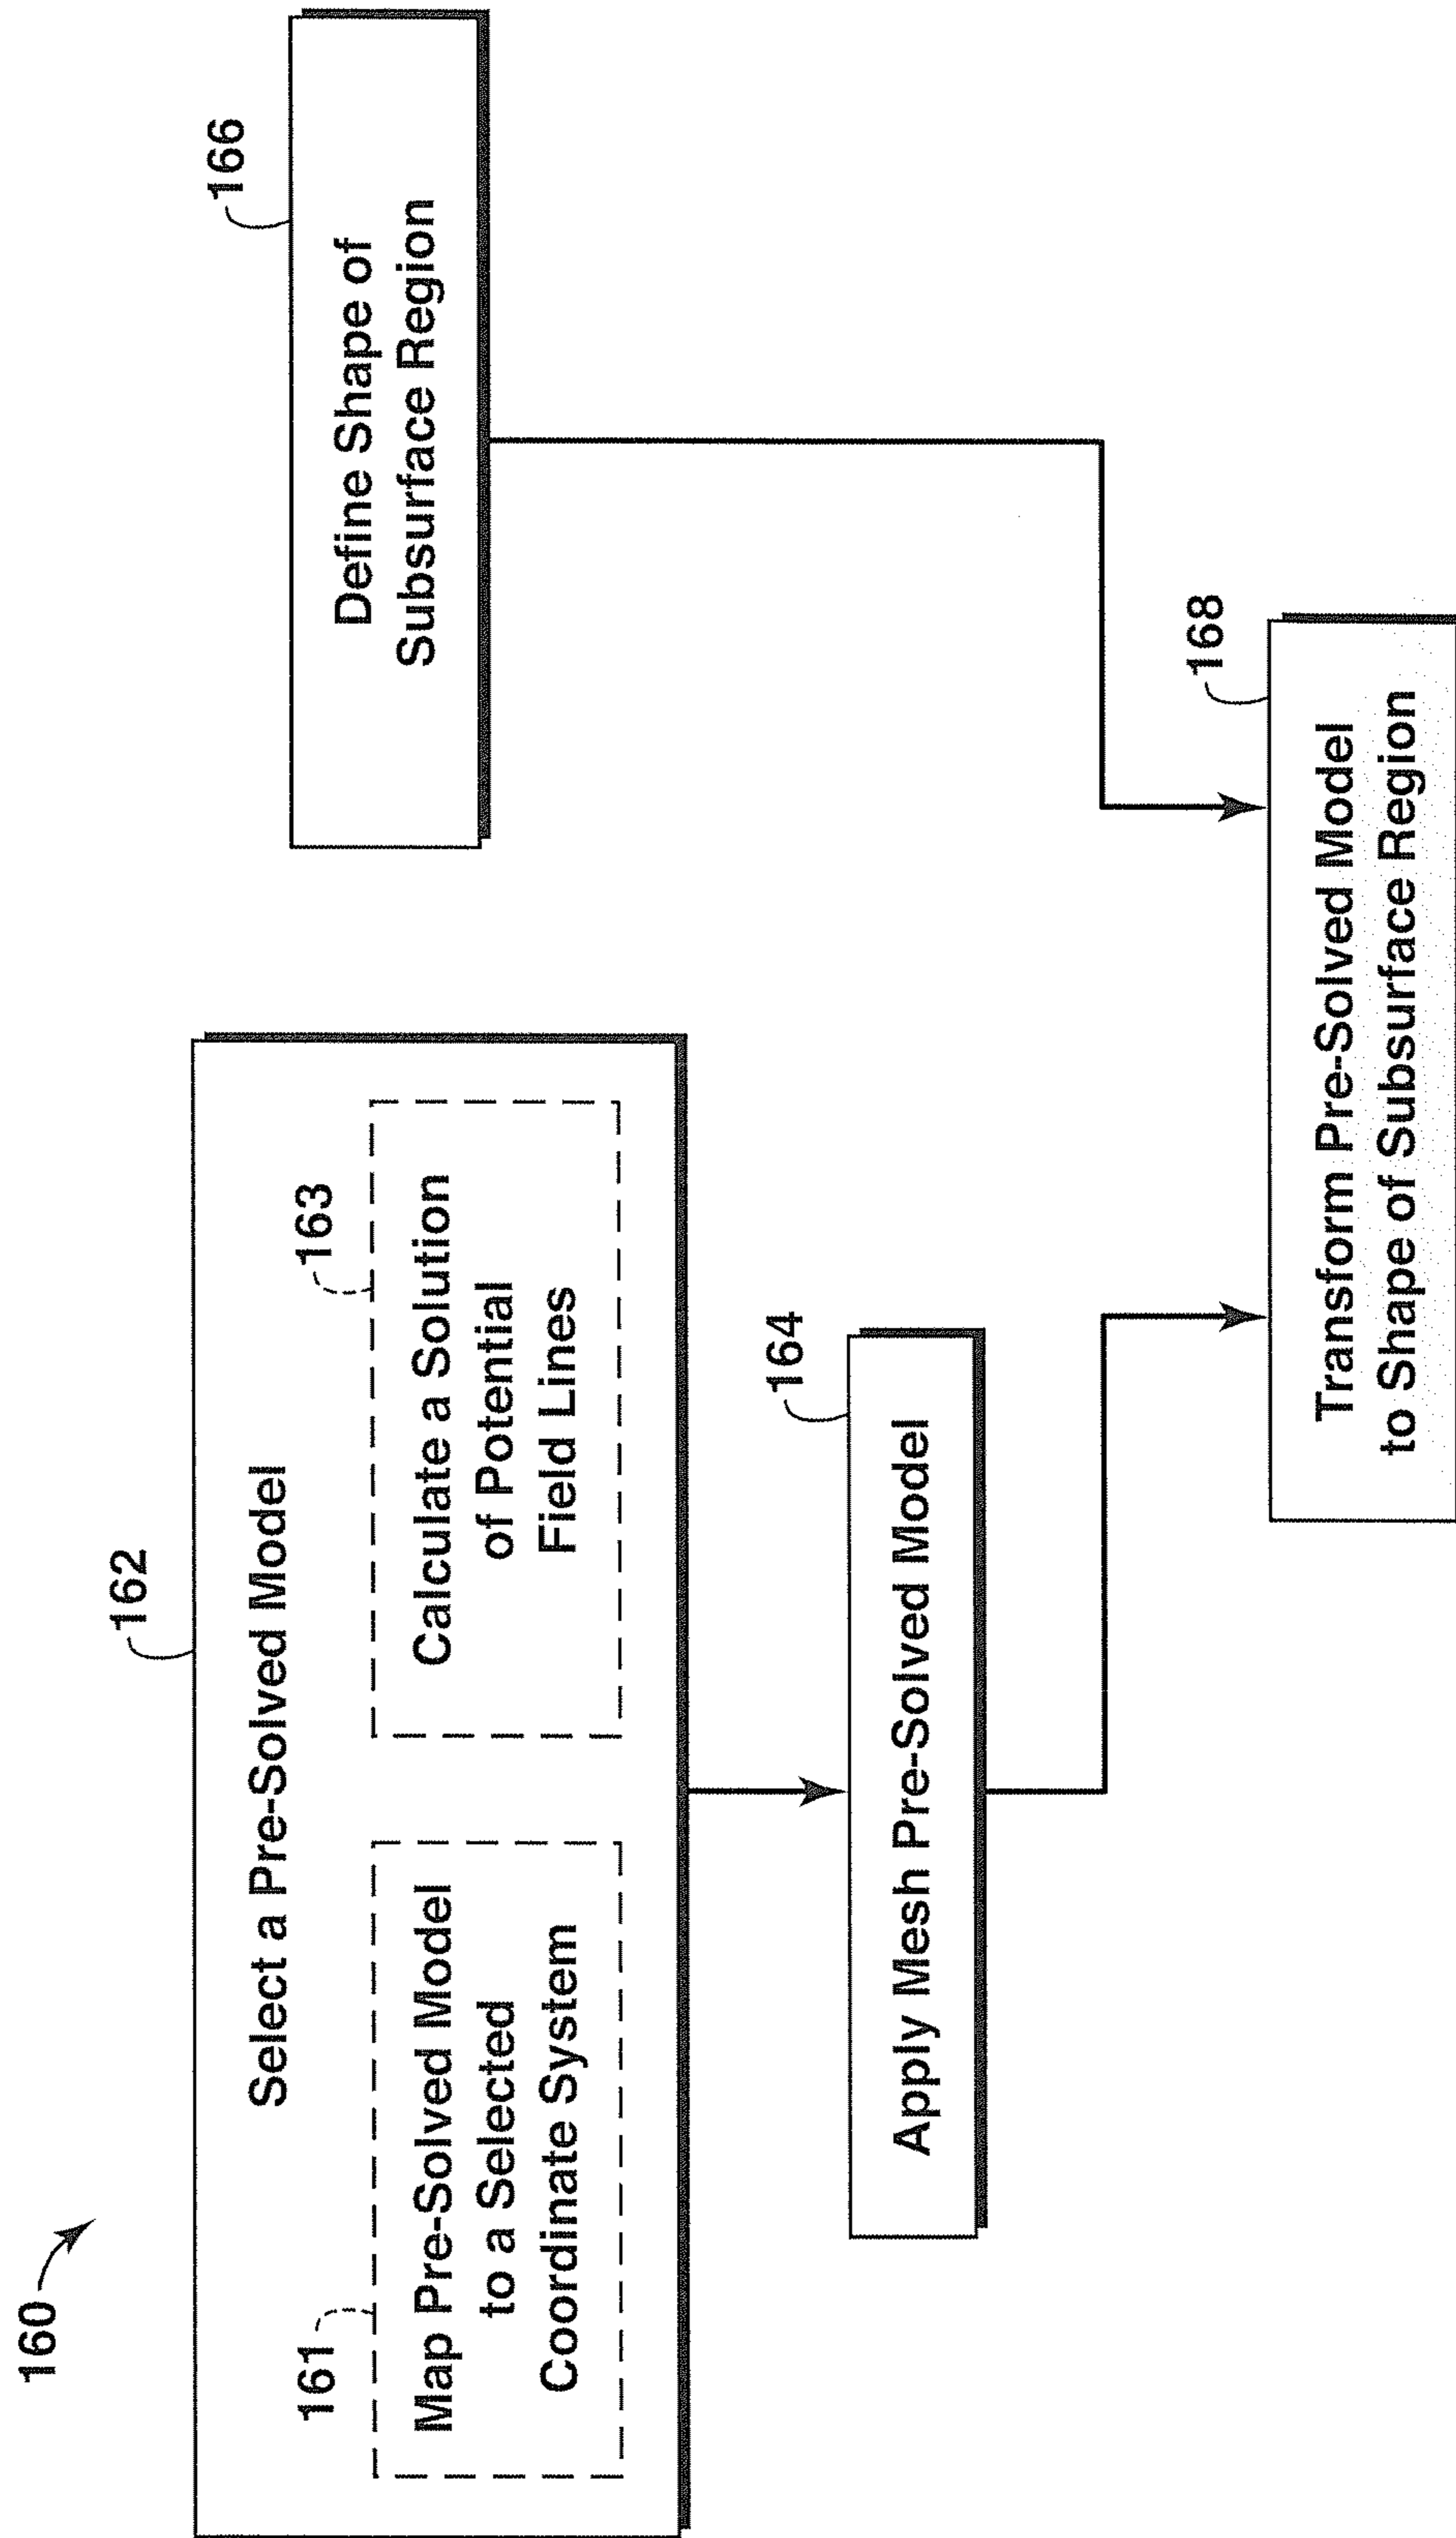 160
162
Select a Pre-Solved Model
161
Map Pre-Solved Model
to a Selected
Coordinate System
163
Calculate a Solution
of Potential
Field Lines
164
Apply Mesh Pre-Solved Model
166
Define Shape of
Subsurface Region
168
Transform Pre-Solved Model
to Shape of Subsurface Region